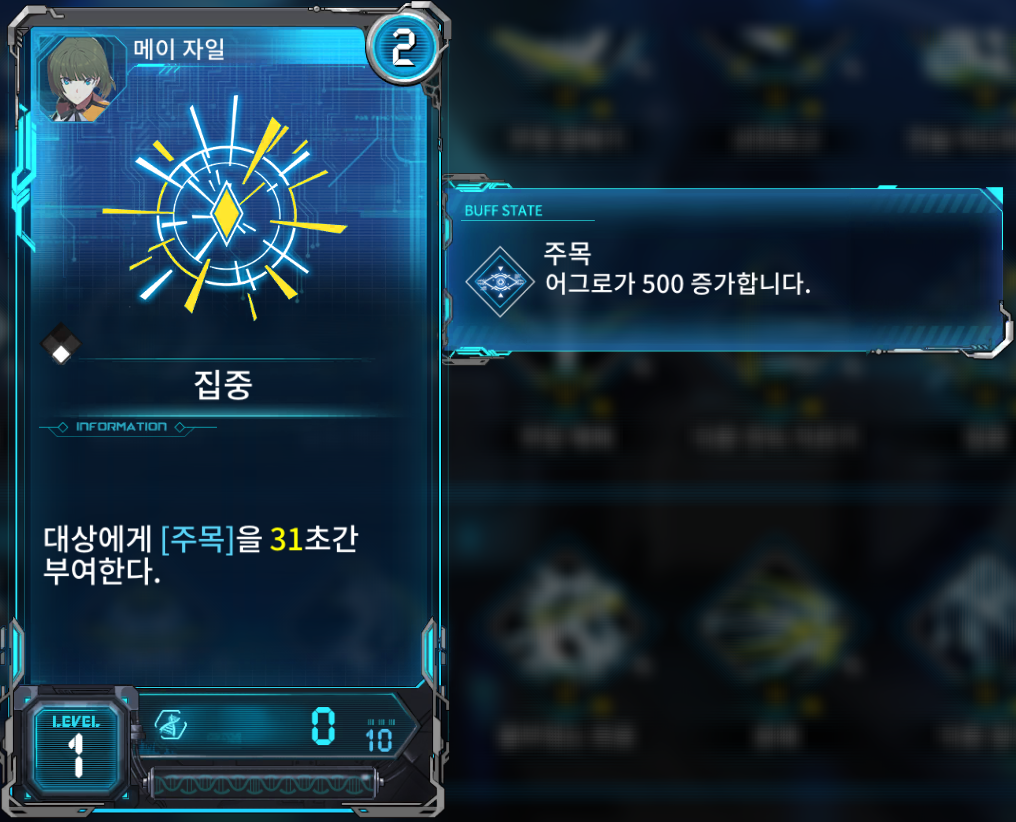 메이 자일
2
집중
INFORMATION
대상에게 [주목]을 31초간
부여한다.
LEVEL
1
0
10
BUFF STATE
주목
어그로가 500 증가합니다.